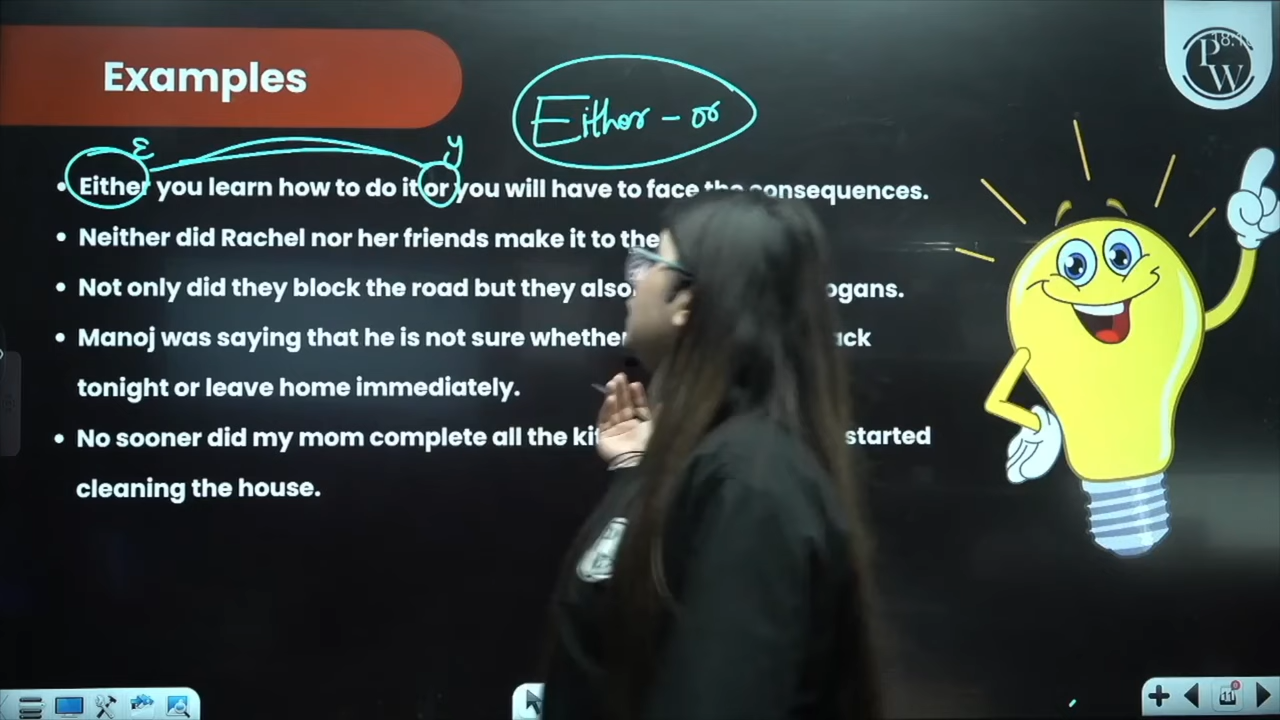 Examples
Either - or
ε y
• Either you learn how to do it or you will have to face the consequences.
• Neither did Rachel nor her friends make it to the
• Not only did they block the road but they also
• Manoj was saying that he is not sure whether
tonight or leave home immediately.
• No sooner did my mom complete all the started
cleaning the house.
PW
11